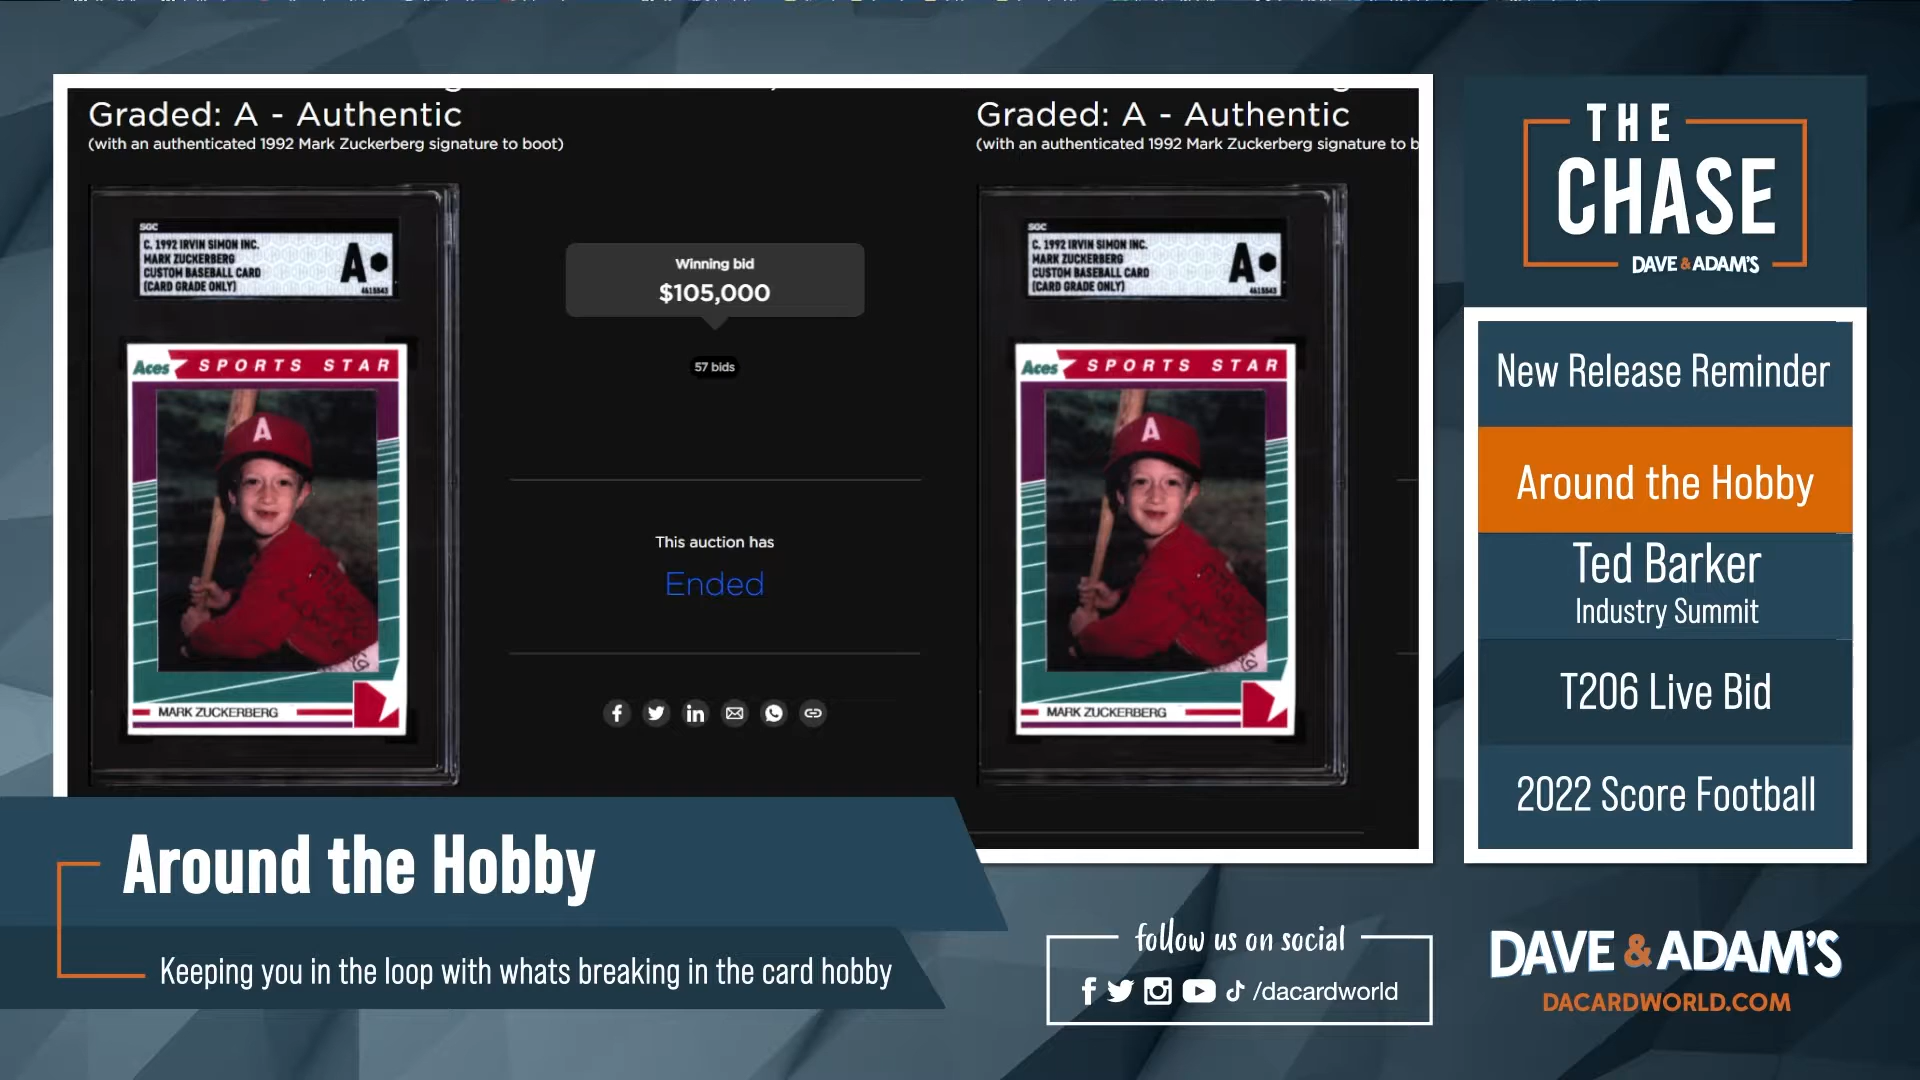 Graded: A - Authentic
(with an authenticated 1992 Mark Zuckerberg signature to boot)
SGC
C. 1992 IRVIN SIMON INC.
MARK ZUCKERBERG
CUSTOM BASEBALL CARD
(CARD GRADE ONLY)
A
4615543
Aces SPORTS STAR
A
MARK ZUCKERBERG
Winning bid
$105,000
57 bids
This auction has
Ended
Graded: A - Authentic
(with an authenticated 1992 Mark Zuckerberg signature to b
SGC
C. 1992 IRVIN SIMON INC.
MARK ZUCKERBERG
CUSTOM BASEBALL CARD
(CARD GRADE ONLY)
A
4615543
Aces SPORTS STAR
A
MARK ZUCKERBERG
THE
CHASE
DAVE & ADAM'S
New Release Reminder
Around the Hobby
Ted Barker
Industry Summit
T206 Live Bid
2022 Score Football
Around the Hobby
Keeping you in the loop with whats breaking in the card hobby
follow us on social
/dacardworld
DAVE & ADAM'S
DACARDWORLD.COM